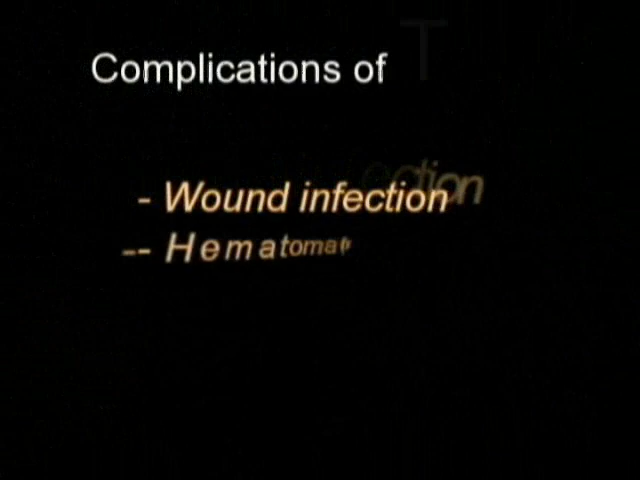 Complications of T
- Wound infection
-- Hematoma